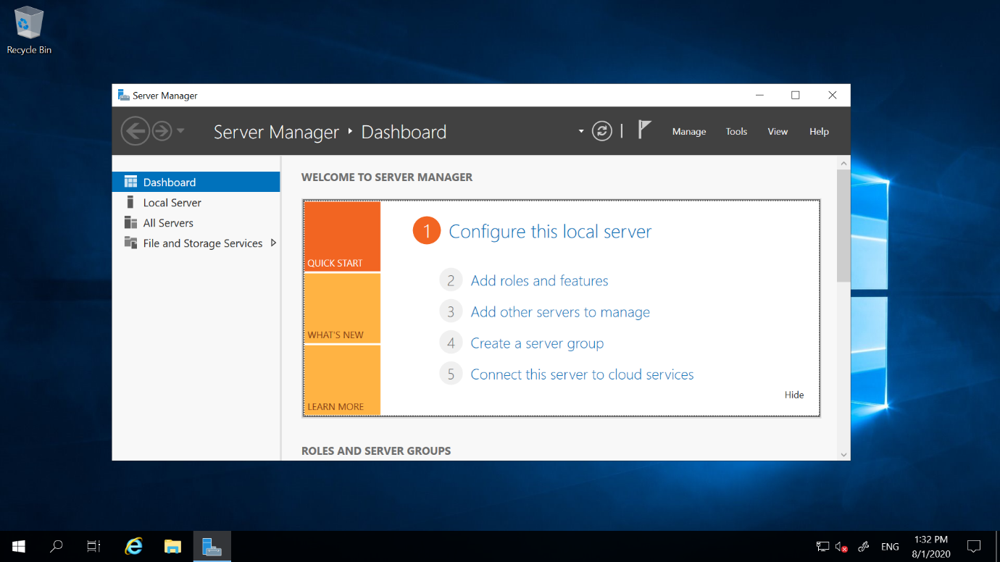 Recycle Bin
Server Manager
Server Manager Dashboard
Manage Tools View Help
Dashboard
Local Server
All Servers
File and Storage Services
WELCOME TO SERVER MANAGER
QUICK START
WHAT'S NEW
LEARN MORE
1 Configure this local server
2 Add roles and features
3 Add other servers to manage
4 Create a server group
5 Connect this server to cloud services
Hide
ROLES AND SERVER GROUPS
ENG
1:32 PM
8/1/2020